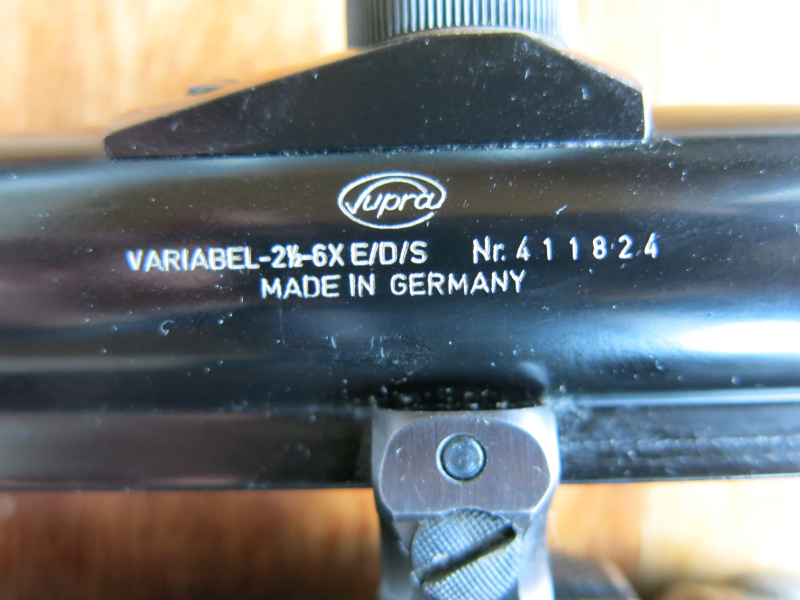 Supra
VARIABEL-2½-6X E/D/S Nr. 411824
MADE IN GERMANY